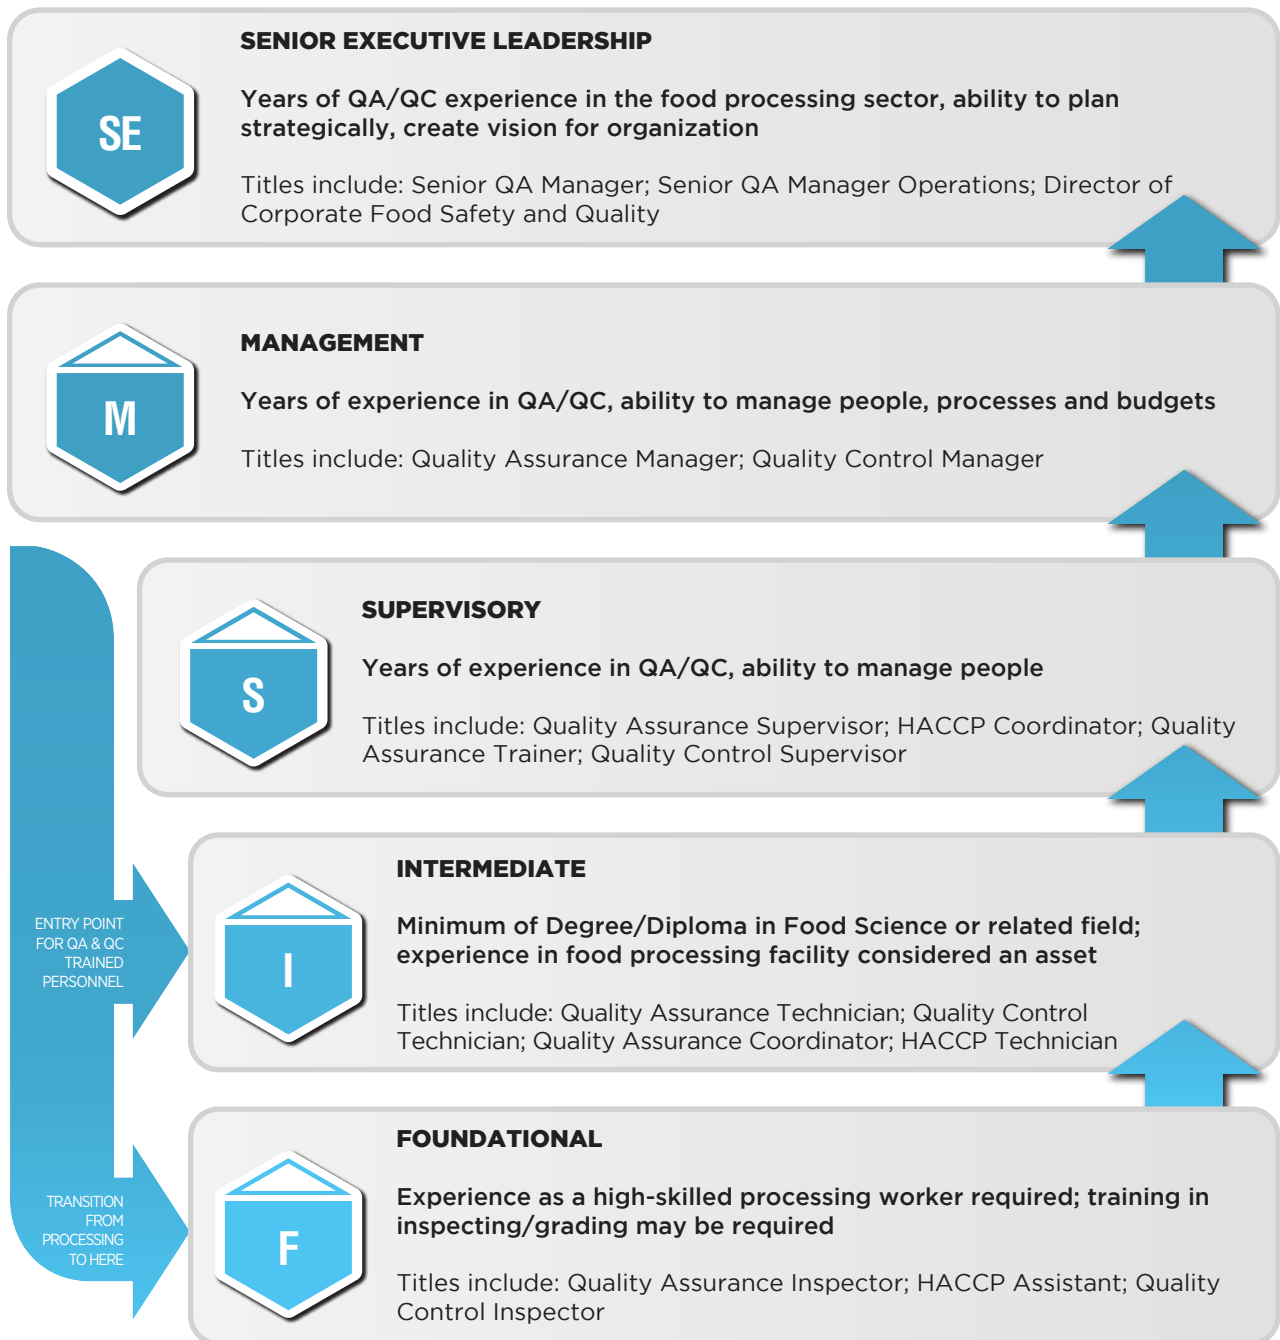 SENIOR EXECUTIVE LEADERSHIP
SE
Years of QA/QC experience in the food processing sector, ability to plan
strategically, create vision for organization
Titles include: Senior QA Manager; Senior QA Manager Operations; Director of
Corporate Food Safety and Quality
MANAGEMENT
M
Years of experience in QA/QC, ability to manage people, processes and budgets
Titles include: Quality Assurance Manager; Quality Control Manager
SUPERVISORY
S
Years of experience in QA/QC, ability to manage people
Titles include: Quality Assurance Supervisor; HACCP Coordinator; Quality
Assurance Trainer; Quality Control Supervisor
ENTRY POINT
FOR QA & QC
TRAINED
PERSONNEL
INTERMEDIATE
I
Minimum of Degree/Diploma in Food Science or related field;
experience in food processing facility considered an asset
Titles include: Quality Assurance Technician; Quality Control
Technician; Quality Assurance Coordinator; HACCP Technician
TRANSITION
FROM
PROCESSING
TO HERE
FOUNDATIONAL
F
Experience as a high-skilled processing worker required; training in
inspecting/grading may be required
Titles include: Quality Assurance Inspector; HACCP Assistant; Quality
Control Inspector